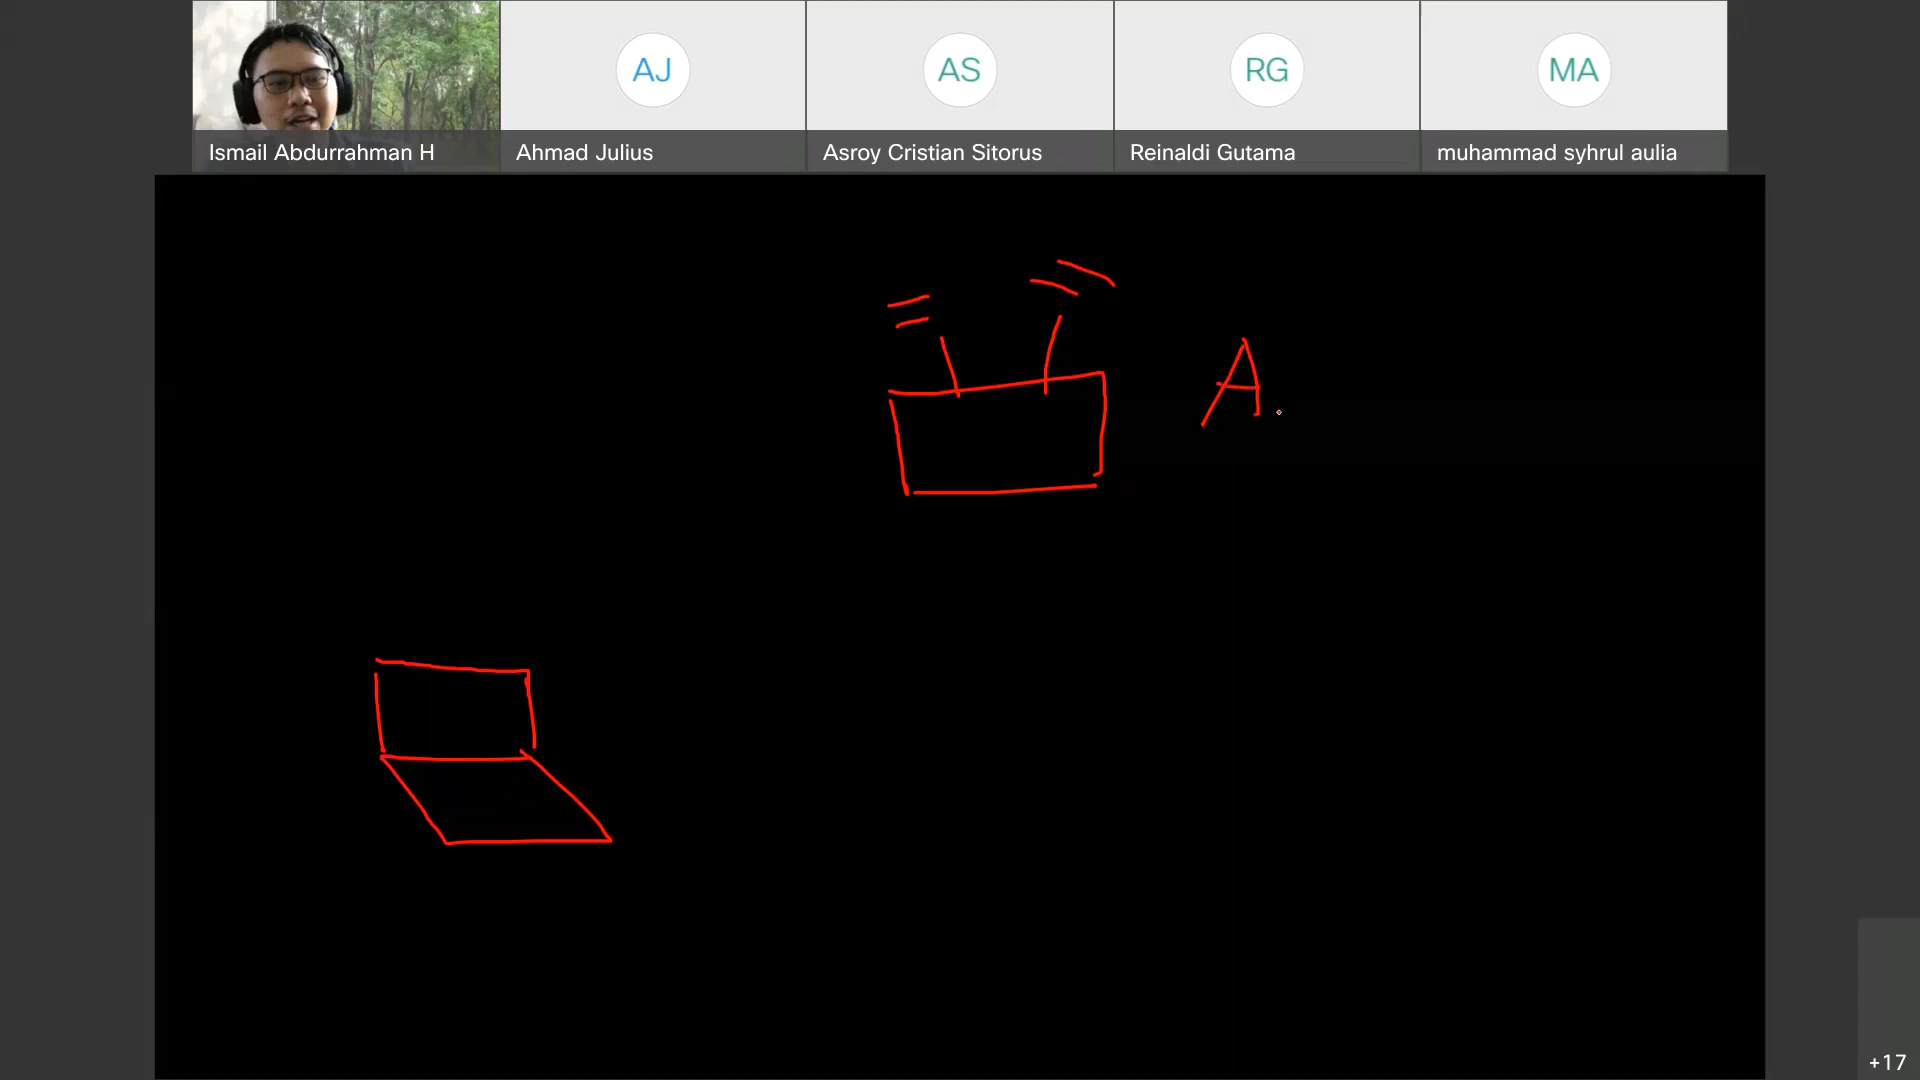 AJ
AS
RG
MA
Ismail Abdurrahman H
Ahmad Julius
Asroy Cristian Sitorus
Reinaldi Gutama
muhammad syhrul aulia
A
+17